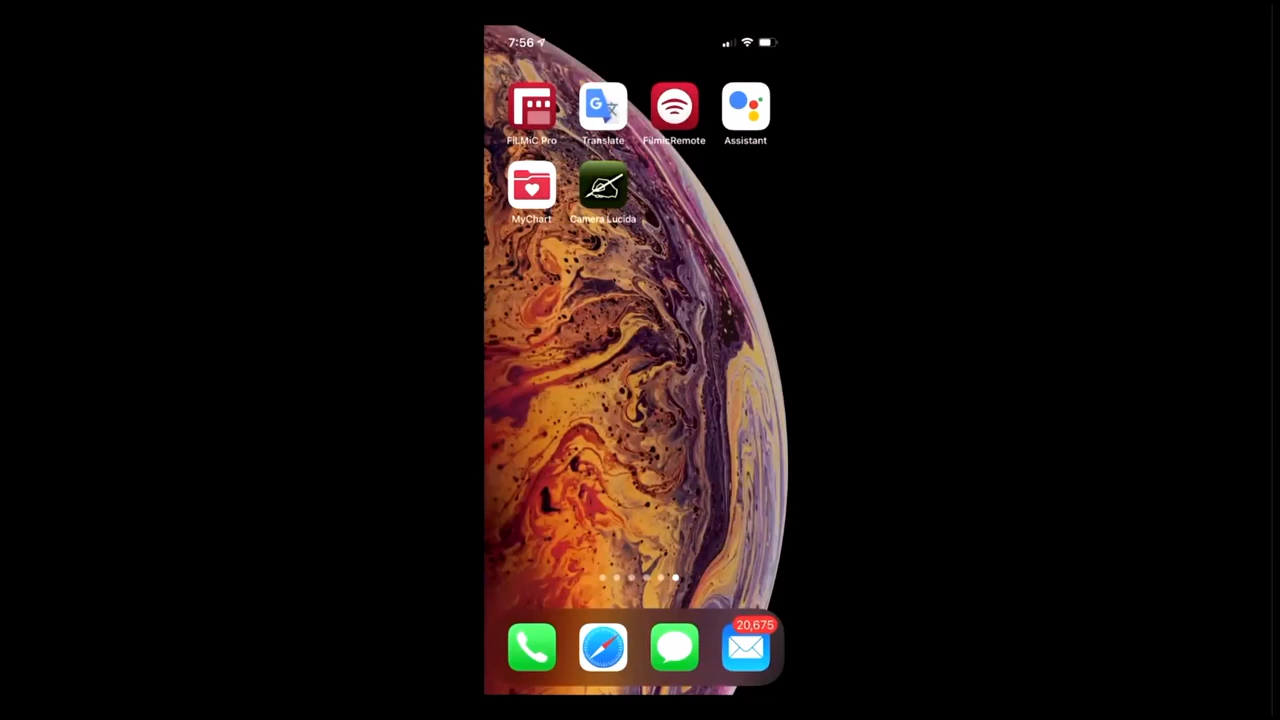 7:56
FiLMiC Pro
Translate
FilmicRemote
Assistant
MyChart
Camera Lucida
20,675